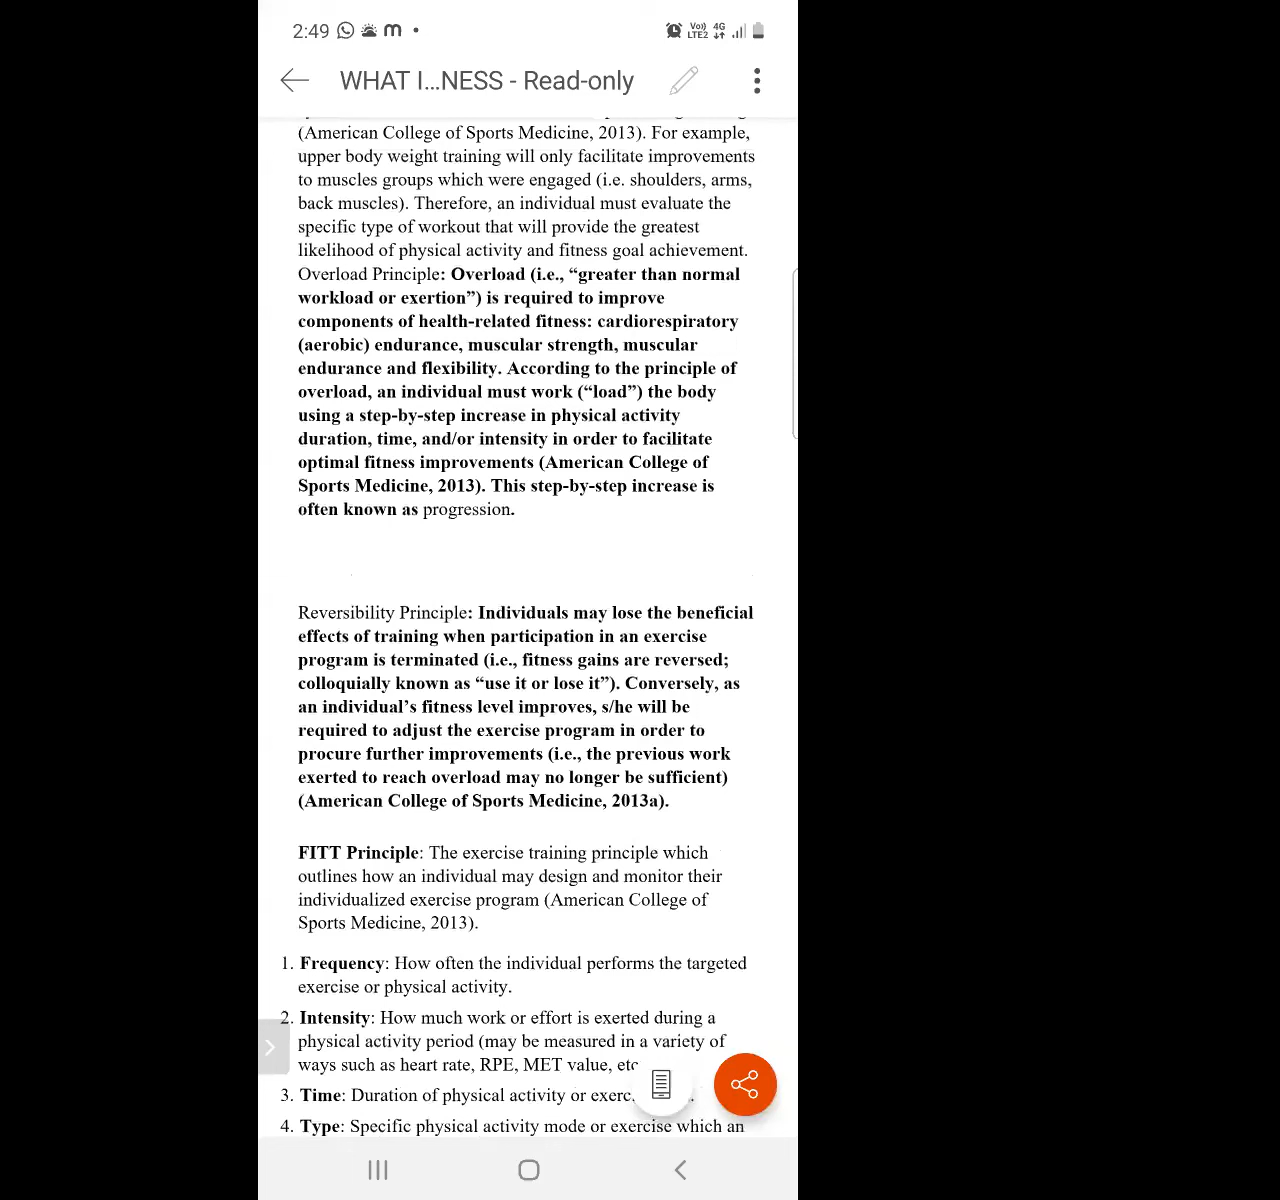 2:49 m • Vo)) LTE2 4G
WHAT I...NESS - Read-only
(American College of Sports Medicine, 2013). For example,
upper body weight training will only facilitate improvements
to muscles groups which were engaged (i.e. shoulders, arms,
back muscles). Therefore, an individual must evaluate the
specific type of workout that will provide the greatest
likelihood of physical activity and fitness goal achievement.
Overload Principle: Overload (i.e., “greater than normal
workload or exertion”) is required to improve
components of health-related fitness: cardiorespiratory
(aerobic) endurance, muscular strength, muscular
endurance and flexibility. According to the principle of
overload, an individual must work (“load”) the body
using a step-by-step increase in physical activity
duration, time, and/or intensity in order to facilitate
optimal fitness improvements (American College of
Sports Medicine, 2013). This step-by-step increase is
often known as progression.
Reversibility Principle: Individuals may lose the beneficial
effects of training when participation in an exercise
program is terminated (i.e., fitness gains are reversed;
colloquially known as “use it or lose it”). Conversely, as
an individual’s fitness level improves, s/he will be
required to adjust the exercise program in order to
procure further improvements (i.e., the previous work
exerted to reach overload may no longer be sufficient)
(American College of Sports Medicine, 2013a).
FITT Principle: The exercise training principle which
outlines how an individual may design and monitor their
individualized exercise program (American College of
Sports Medicine, 2013).
1. Frequency: How often the individual performs the targeted
exercise or physical activity.
2. Intensity: How much work or effort is exerted during a
physical activity period (may be measured in a variety of
ways such as heart rate, RPE, MET value, etc
3. Time: Duration of physical activity or exerc
4. Type: Specific physical activity mode or exercise which an